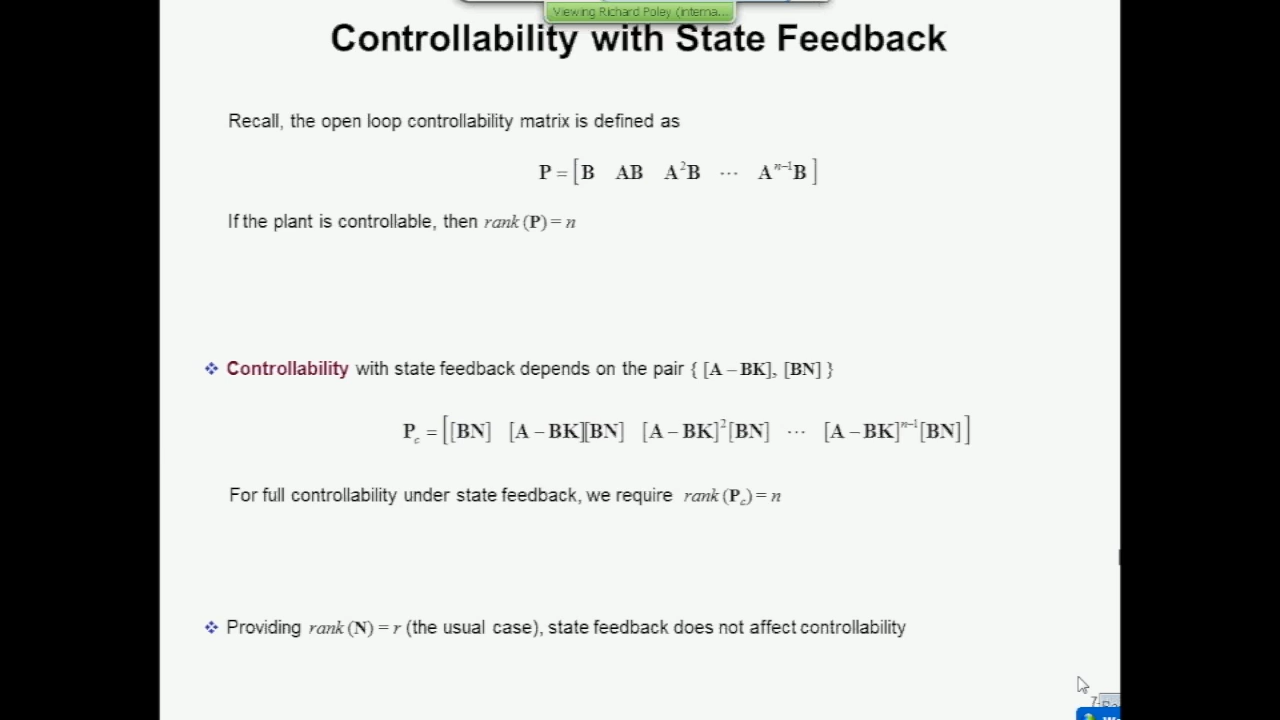 Viewing Richard Poley (interna...
Controllability with State Feedback
Recall, the open loop controllability matrix is defined as
P = [B AB A²B ⋯ Aⁿ⁻¹B]
If the plant is controllable, then rank (P) = n
❖ Controllability with state feedback depends on the pair { [A – BK], [BN] }
P_c = [[BN] [A – BK][BN] [A – BK]²[BN] ⋯ [A – BK]ⁿ⁻¹[BN]]
For full controllability under state feedback, we require rank (P_c) = n
❖ Providing rank (N) = r (the usual case), state feedback does not affect controllability